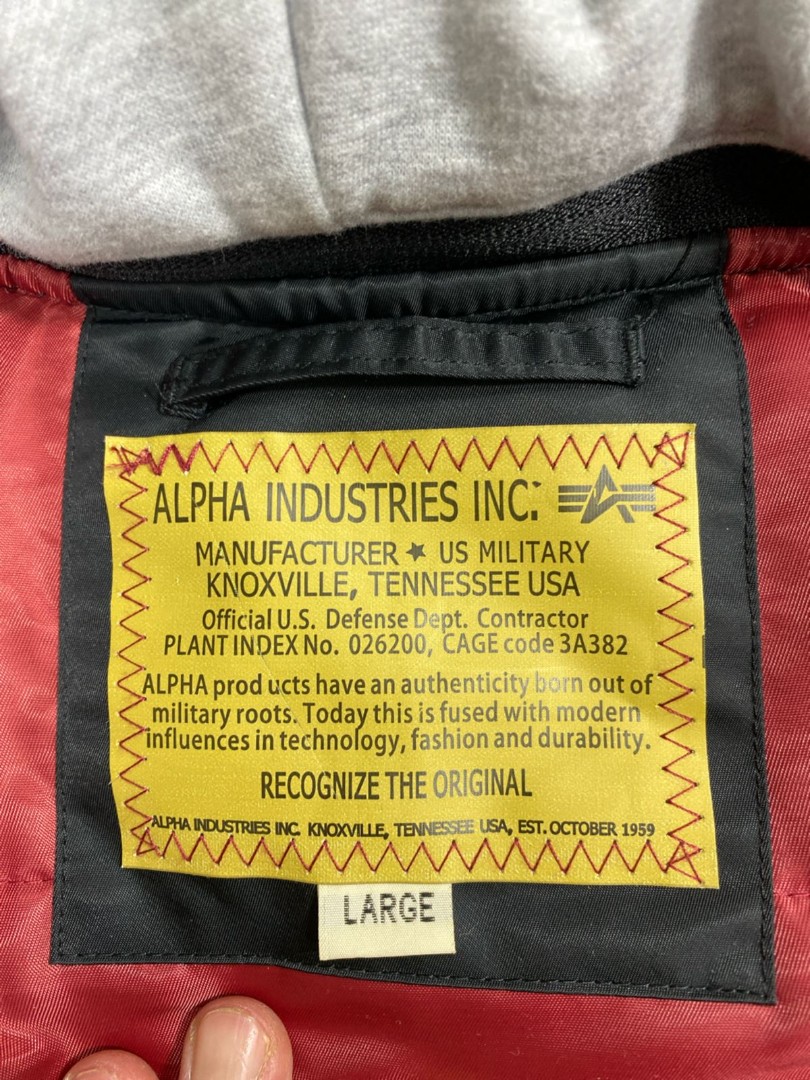 ALPHA INDUSTRIES INC.
MANUFACTURER ★ US MILITARY
KNOXVILLE, TENNESSEE USA
Official U.S. Defense Dept. Contractor
PLANT INDEX No. 026200, CAGE code 3A382
ALPHA products have an authenticity born out of
military roots. Today this is fused with modern
influences in technology, fashion and durability.
RECOGNIZE THE ORIGINAL
ALPHA INDUSTRIES INC. KNOXVILLE, TENNESSEE USA, EST. OCTOBER 1959
LARGE